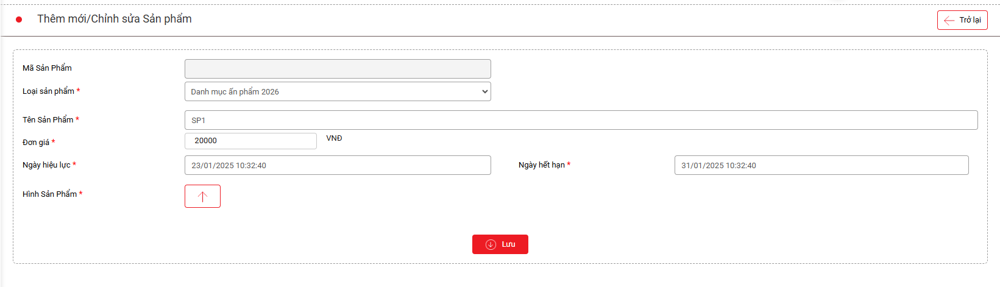 Thêm mới/Chỉnh sửa Sản phẩm
Trở lại
Mã Sản Phẩm
Loại sản phẩm * Danh mục ấn phẩm 2026
Tên Sản Phẩm * SP1
Đơn giá * 20000 VNĐ
Ngày hiệu lực * 23/01/2025 10:32:40 Ngày hết hạn * 31/01/2025 10:32:40
Hình Sản Phẩm *
Lưu